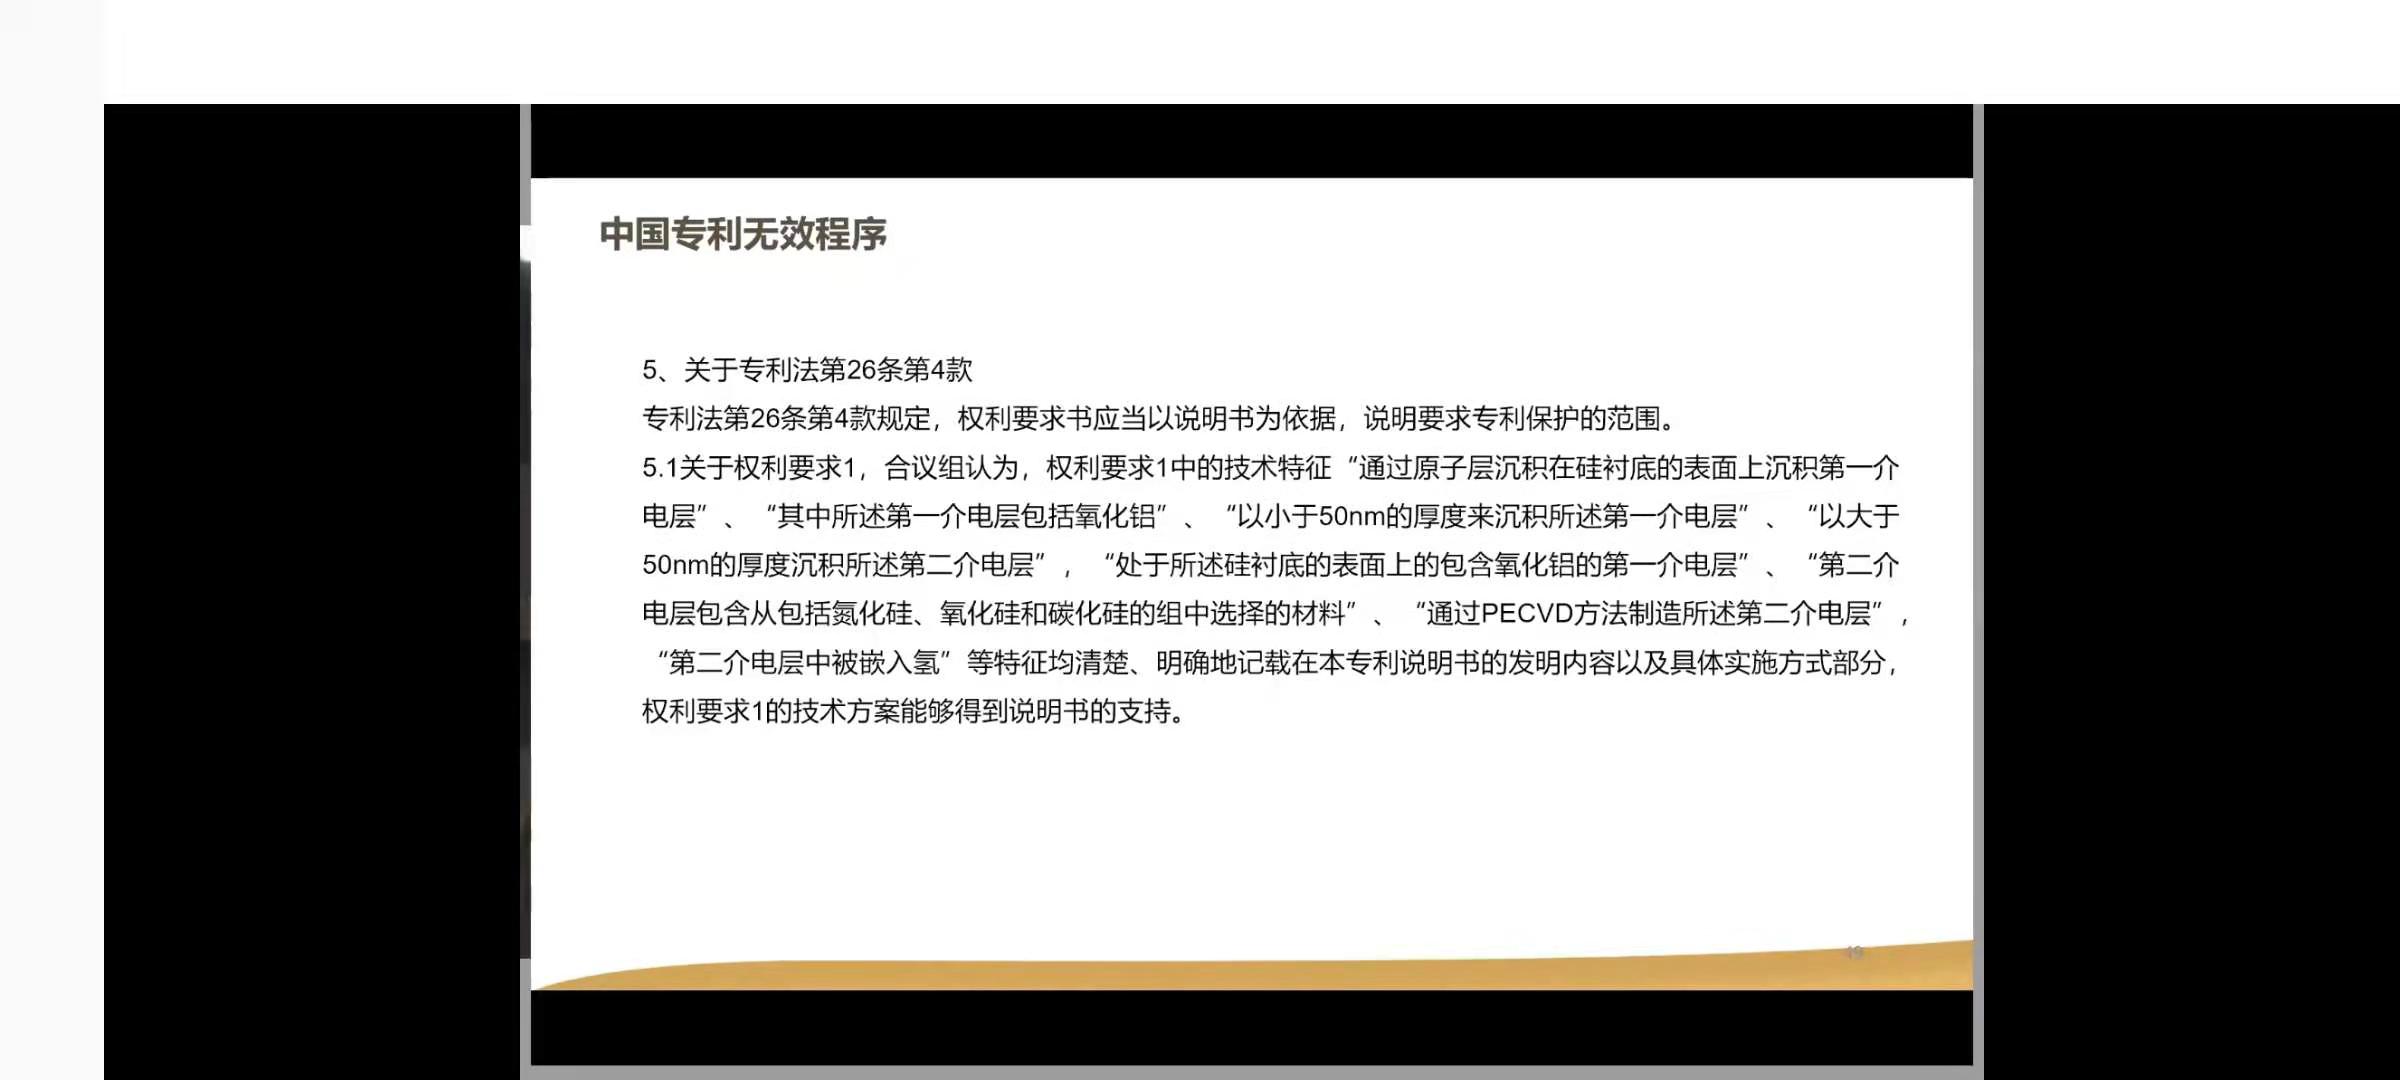 中国专利无效程序
5、关于专利法第26条第4款
专利法第26条第4款规定，权利要求书应当以说明书为依据，说明要求专利保护的范围。
5.1关于权利要求1，合议组认为，权利要求1中的技术特征“通过原子层沉积在硅衬底的表面上沉积第一介
电层”、“其中所述第一介电层包括氧化铝”、“以小于50nm的厚度来沉积所述第一介电层”、“以大于
50nm的厚度沉积所述第二介电层”，“处于所述硅衬底的表面上的包含氧化铝的第一介电层”、“第二介
电层包含从包括氮化硅、氧化硅和碳化硅的组中选择的材料”、“通过PECVD方法制造所述第二介电层”，
“第二介电层中被嵌入氢”等特征均清楚、明确地记载在本专利说明书的发明内容以及具体实施方式部分，
权利要求1的技术方案能够得到说明书的支持。
19